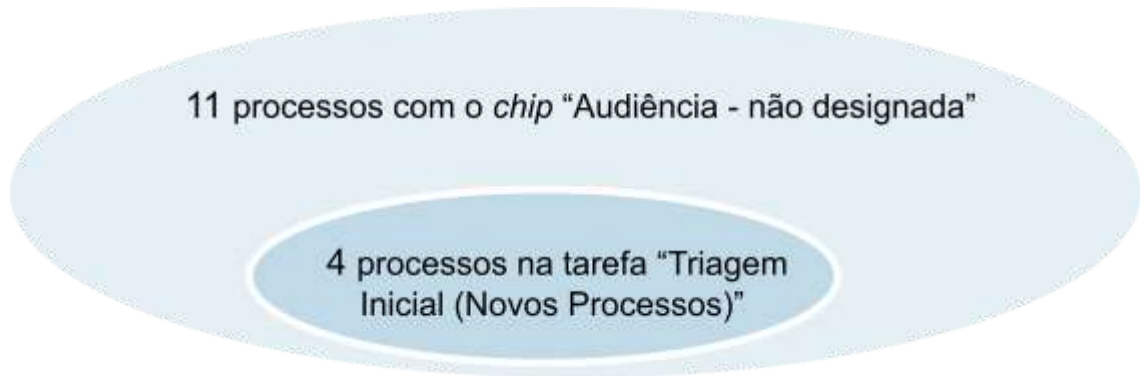 11 processos com o chip “Audiência - não designada”
4 processos na tarefa “Triagem
Inicial (Novos Processos)”